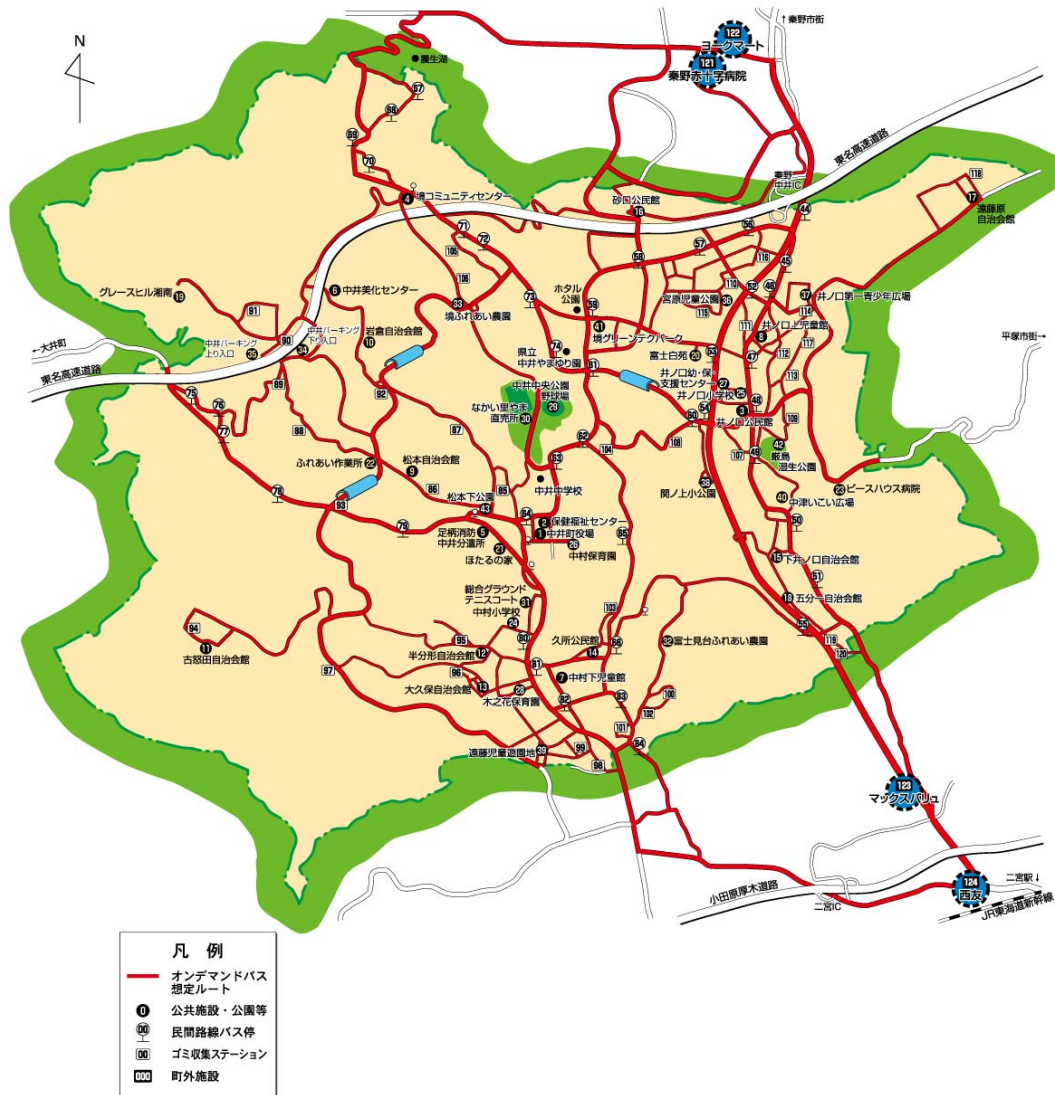 N
震生湖
↑秦野市街
122
ヨークマート
121
秦野赤十字病院
67
68
69
70
東名高速道路
秦野
中井IC
118
17
遠藤原
自治会館
4
境コミュニティセンター
砂口公民館
16
44
71
72
105
106
56
57
58
45
116
110
52
46
グレースヒル湘南
19
6
中井美化センター
33
境ふれあい農園
73
ホタル
公園
59
宮原児童公園
36
115
37
井ノ口第一青少年広場
114
91
中井パーキング
上り入口
35
90
中井パーキング
下り入口
34
岩倉自治会館
10
41
境グリーンテクパーク
111
井ノ口上児童館
8
117
←大井町
東名高速道路
県立
中井やまゆり園
74
61
富士白苑
20
53
47
112
平塚市街→
75
76
77
89
92
中井中央公園
野球場
29
なかい里やま
直売所
30
井ノ口幼・保・
支援センター
27
井ノ口小学校
25
113
54
48
3
井ノ口公民館
60
109
88
87
62
104
108
107
49
42
厳島
湿生公園
ふれあい作業所
22
松本自治会館
9
63
関ノ上小公園
38
23
ピースハウス病院
78
93
86
85
中井中学校
40
中津いこい広場
松本下公園
43
79
64
2
保健福祉センター
1
中井町役場
65
50
足柄消防
中井分遣所
5
26
中村保育園
21
ほたるの家
15
下井ノ口自治会館
51
総合グラウンド
テニスコート
31
中村小学校
24
103
18
五分一自治会館
94
11
古怒田自治会館
95
80
久所公民館
66
32
富士見台ふれあい農園
55
119
120
97
半分形自治会館
12
14
96
81
7
中村下児童館
大久保自治会館
13
28
木之花保育園
82
83
100
102
101
遠藤児童遊園地
39
99
84
98
123
マックスバリュ
小田原厚木道路
二宮IC
二宮駅↓
124
西友
JR東海道新幹線
凡 例
オンデマンドバス
想定ルート
0 公共施設・公園等
00 民間路線バス停
00 ゴミ収集ステーション
000 町外施設